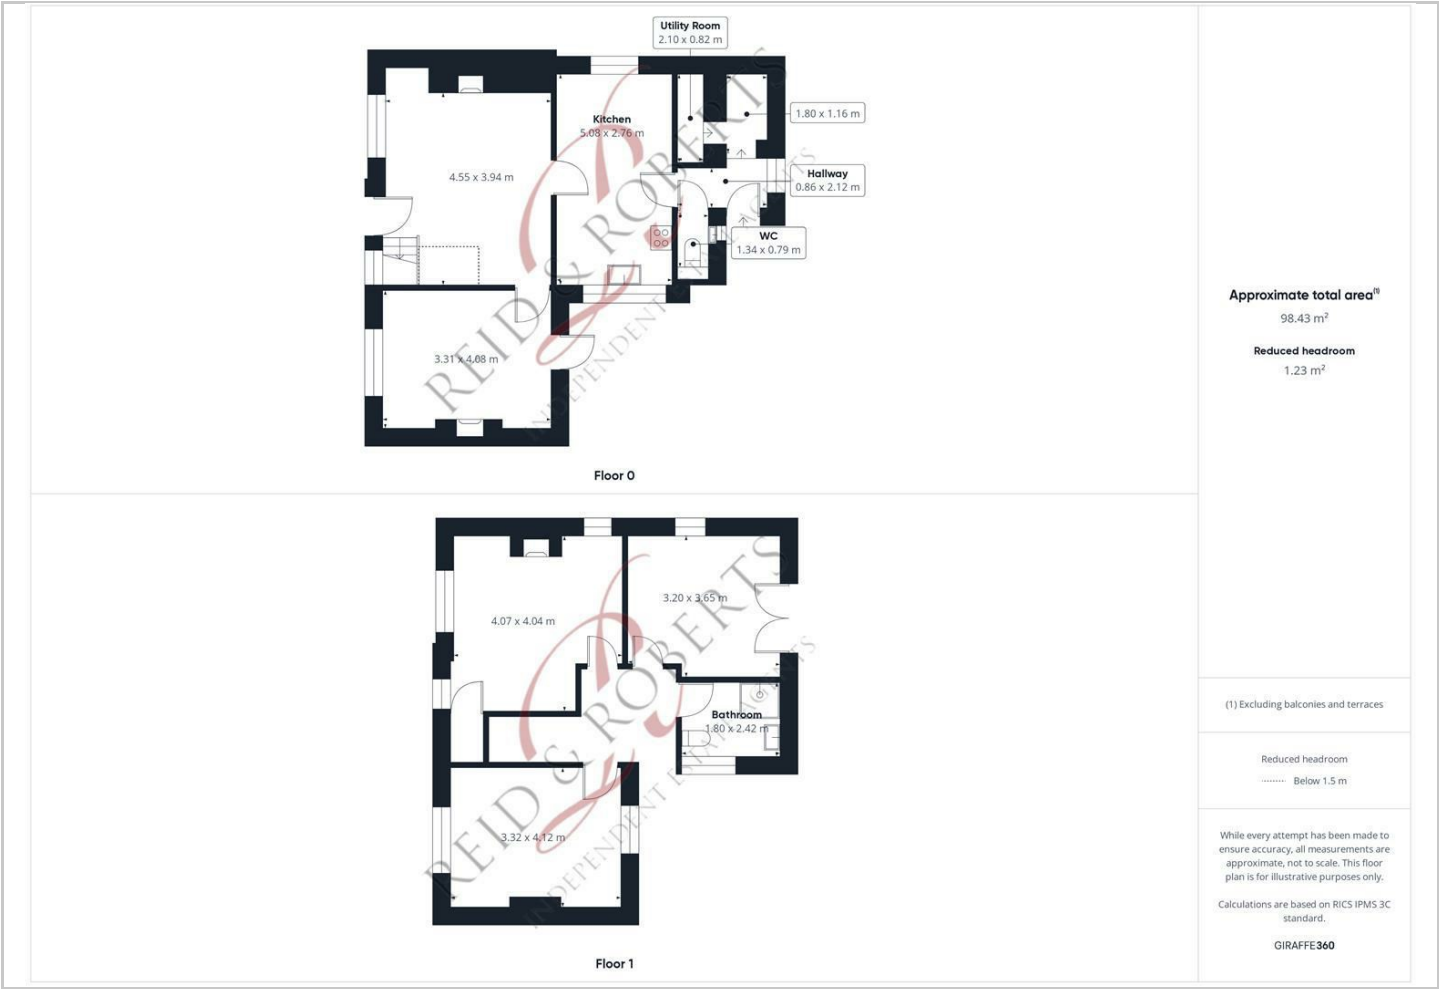 Utility Room
2.10 x 0.82 m
Kitchen
5.08 x 2.76 m
1.80 x 1.16 m
4.55 x 3.94 m
Hallway
0.86 x 2.12 m
WC
1.34 x 0.79 m
3.31 x 4.08 m
REID & ROBERTS
INDEPENDENT ESTATE AGENTS
Floor 0
4.07 x 4.04 m
3.20 x 3.65 m
Bathroom
1.80 x 2.42 m
3.32 x 4.12 m
REID & ROBERTS
INDEPENDENT ESTATE AGENTS
Floor 1
Approximate total area(1)
98.43 m²
Reduced headroom
1.23 m²
(1) Excluding balconies and terraces
Reduced headroom
Below 1.5 m
While every attempt has been made to
ensure accuracy, all measurements are
approximate, not to scale. This floor
plan is for illustrative purposes only.
Calculations are based on RICS IPMS 3C
standard.
GIRAFFE360